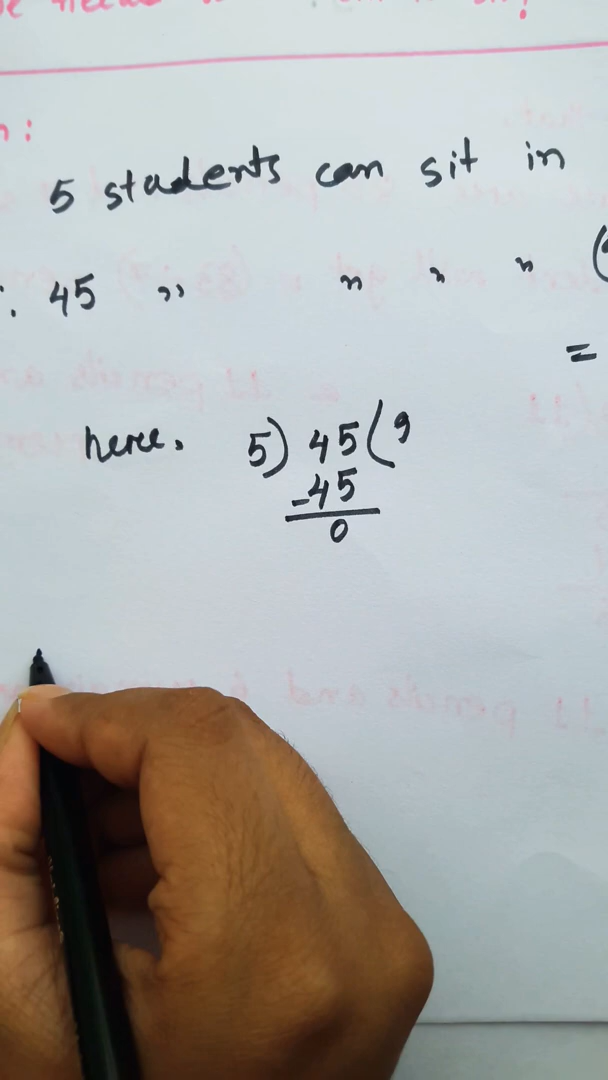 n:
5 students can sit in
∴ 45 " " " " (
=
here, 5) 45 ( 9
-45
0